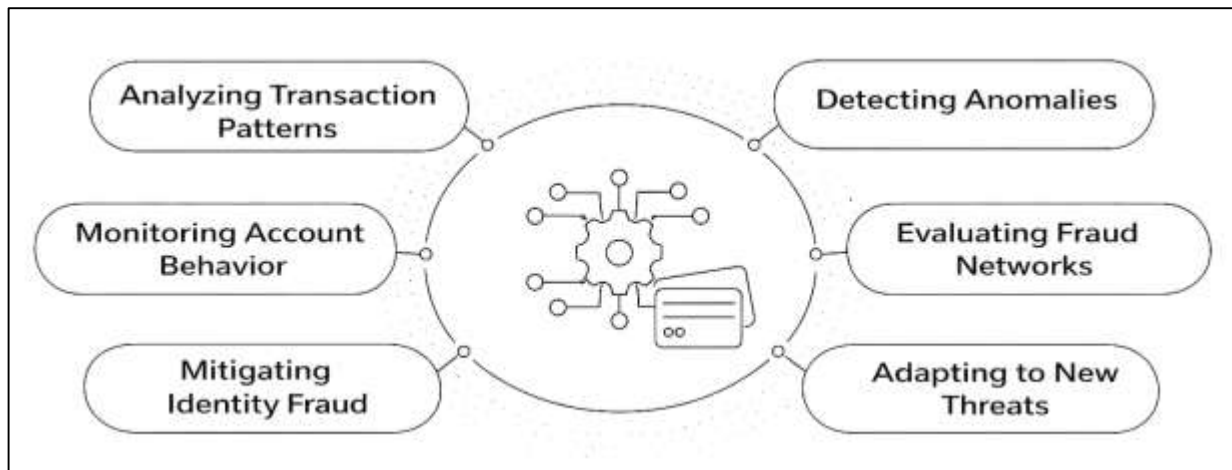 Analyzing Transaction
Patterns
Detecting Anomalies
Monitoring Account
Behavior
Evaluating Fraud
Networks
Mitigating
Identity Fraud
Adapting to New
Threats